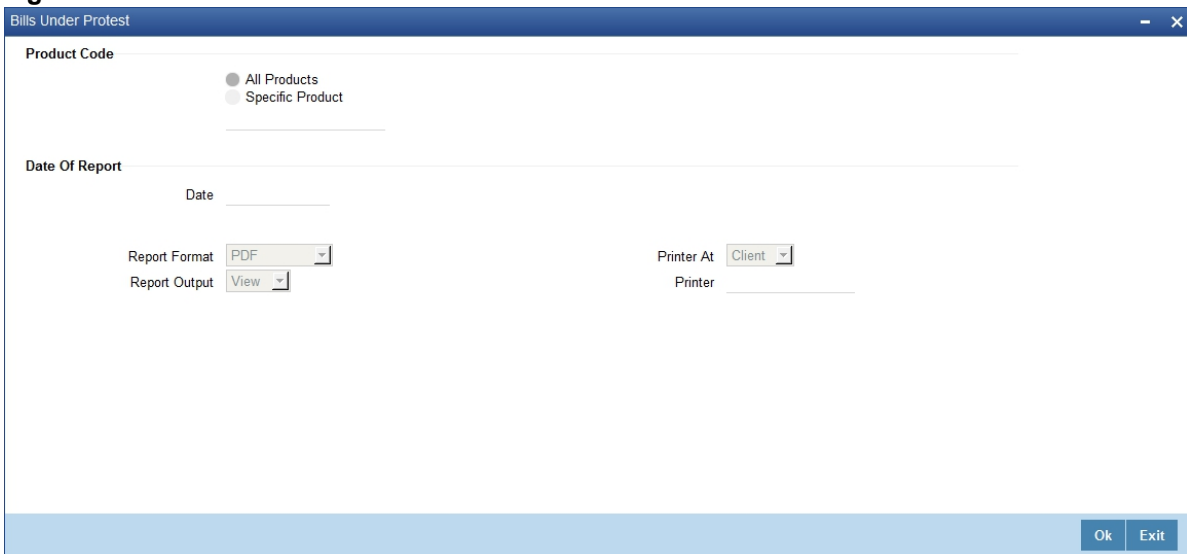 Bills Under Protest
Product Code
All Products
Specific Product
Date Of Report
Date
Report Format PDF Printer At Client
Report Output View Printer
Ok Exit